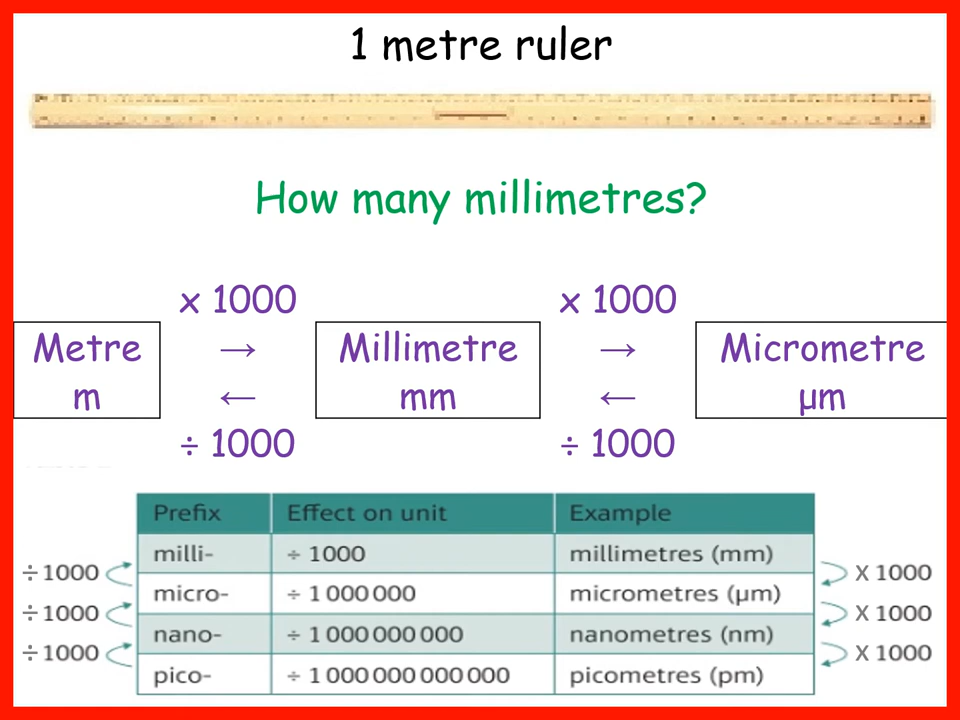 1 metre ruler
How many millimetres?
x 1000
x 1000
Metre
→
Millimetre
→
Micrometre
m
←
mm
←
µm
÷ 1000
÷ 1000
Prefix Effect on unit Example
milli- ÷ 1000 millimetres (mm)
÷ 1000 x 1000
micro- ÷ 1 000 000 micrometres (µm)
÷ 1000 x 1000
nano- ÷ 1 000 000 000 nanometres (nm)
÷ 1000 x 1000
pico- ÷ 1 000 000 000 000 picometres (pm)